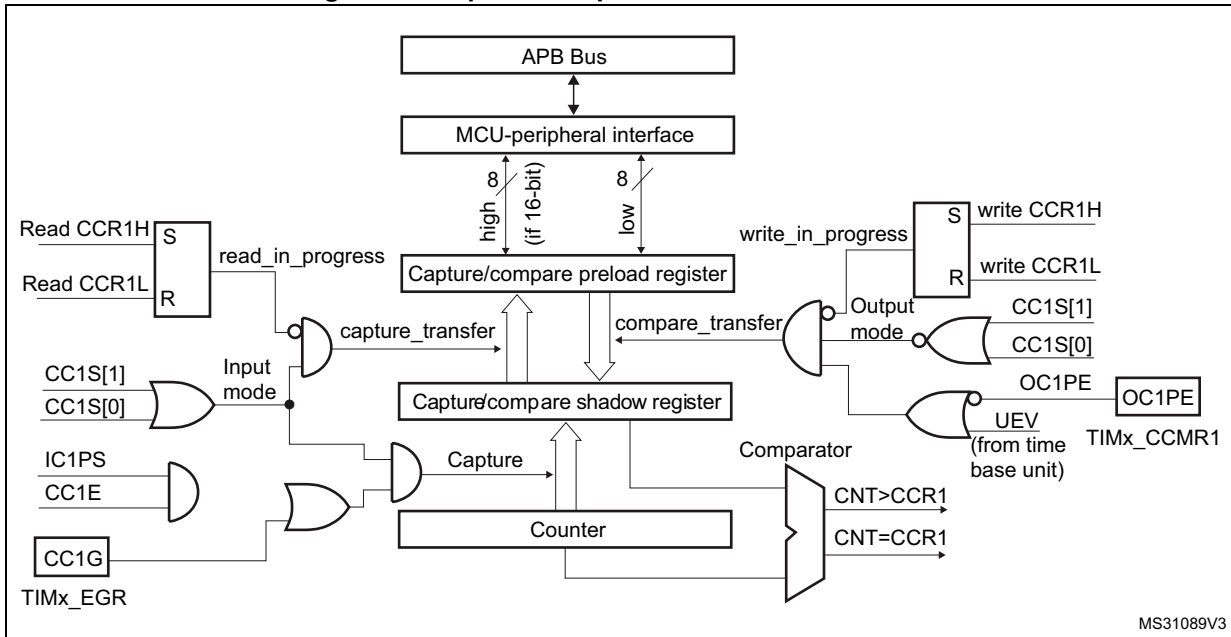 APB Bus
MCU-peripheral interface
8
high
(if 16-bit)
8
low
Read CCR1H
S
read_in_progress
Read CCR1L
R
write_in_progress
S
write CCR1H
R
write CCR1L
Capture/compare preload register
capture_transfer
compare_transfer
Output
mode
CC1S[1]
CC1S[0]
CC1S[1]
CC1S[0]
Input
mode
Capture/compare shadow register
OC1PE
OC1PE
UEV
(from time
base unit)
TIMx_CCMR1
IC1PS
CC1E
Capture
Comparator
CNT>CCR1
CNT=CCR1
Counter
CC1G
TIMx_EGR
MS31089V3